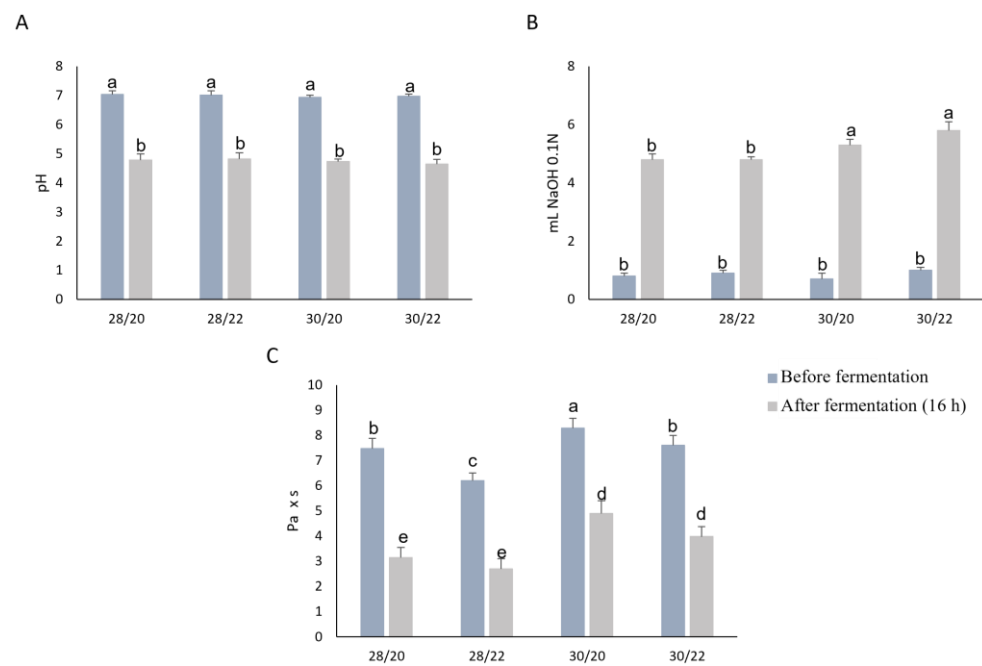 A
B
8
7
6
5
4
3
2
1
0
pH
a
b
a
b
a
b
a
b
28/20
28/22
30/20
30/22
8
6
4
2
0
mL NaOH 0.1N
b
b
b
b
b
a
b
a
28/20
28/22
30/20
30/22
C
10
9
8
7
6
5
4
3
2
1
0
Pa x s
b
e
c
e
a
d
b
d
28/20
28/22
30/20
30/22
Before fermentation
After fermentation (16 h)